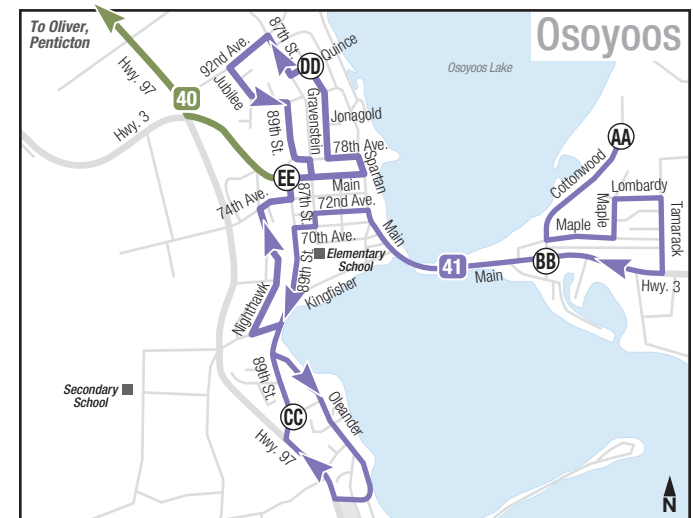 Osoyoos
To Oliver,
Penticton
Hwy. 97
40
Hwy. 3
92nd Ave.
Jubilee
87th St.
DD
Quince
Gravenstein
Jonagold
89th St.
78th Ave.
Spartan
Osoyoos Lake
AA
Cottonwood
Lombardy
Maple
Maple
Tamarack
EE
Main
74th Ave.
87th St.
72nd Ave.
70th Ave.
Main
Elementary
School
89th St.
Kingfisher
Nighthawk
41
Main
BB
Hwy. 3
89th St.
Secondary
School
Oleander
CC
Hwy. 97
N